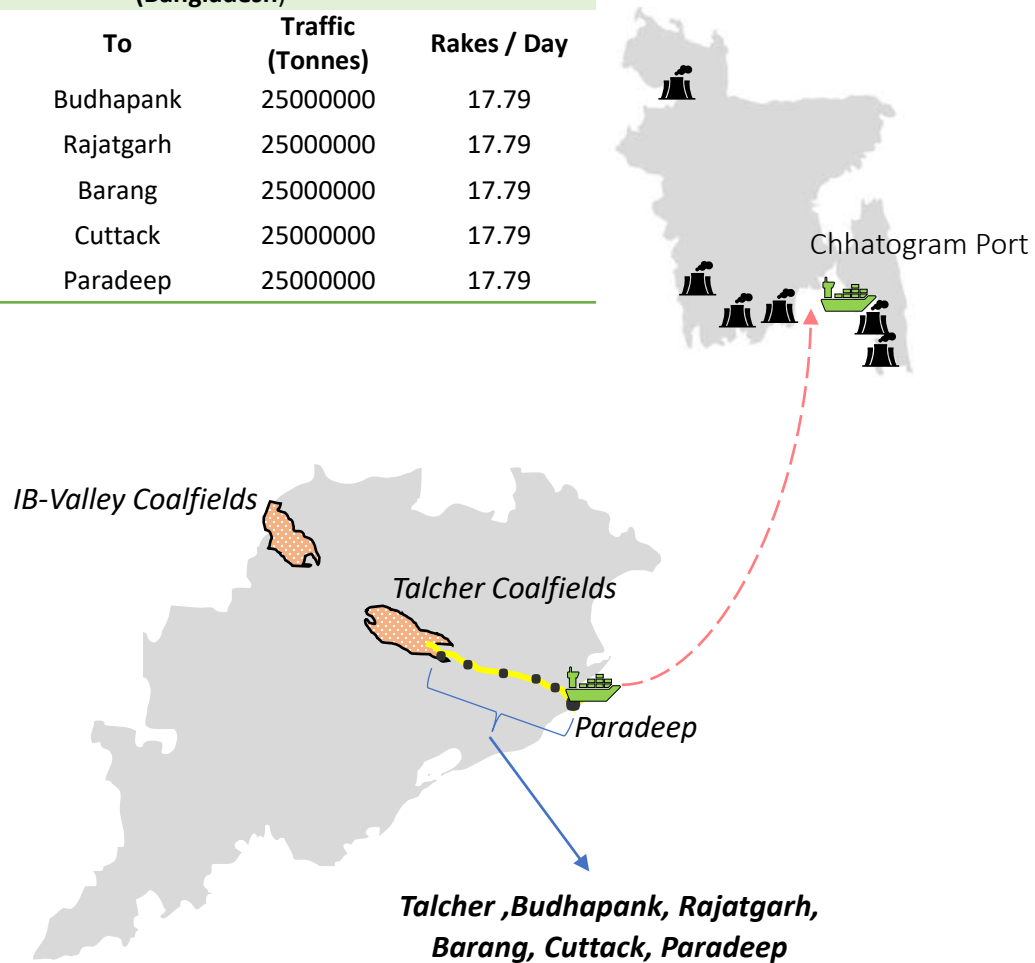 (Bangladesh)
To Traffic (Tonnes) Rakes / Day
Budhapank 25000000 17.79
Rajatgarh 25000000 17.79
Barang 25000000 17.79
Cuttack 25000000 17.79
Paradeep 25000000 17.79
Chhatogram Port
IB-Valley Coalfields
Talcher Coalfields
Paradeep
Talcher ,Budhapank, Rajatgarh,
Barang, Cuttack, Paradeep